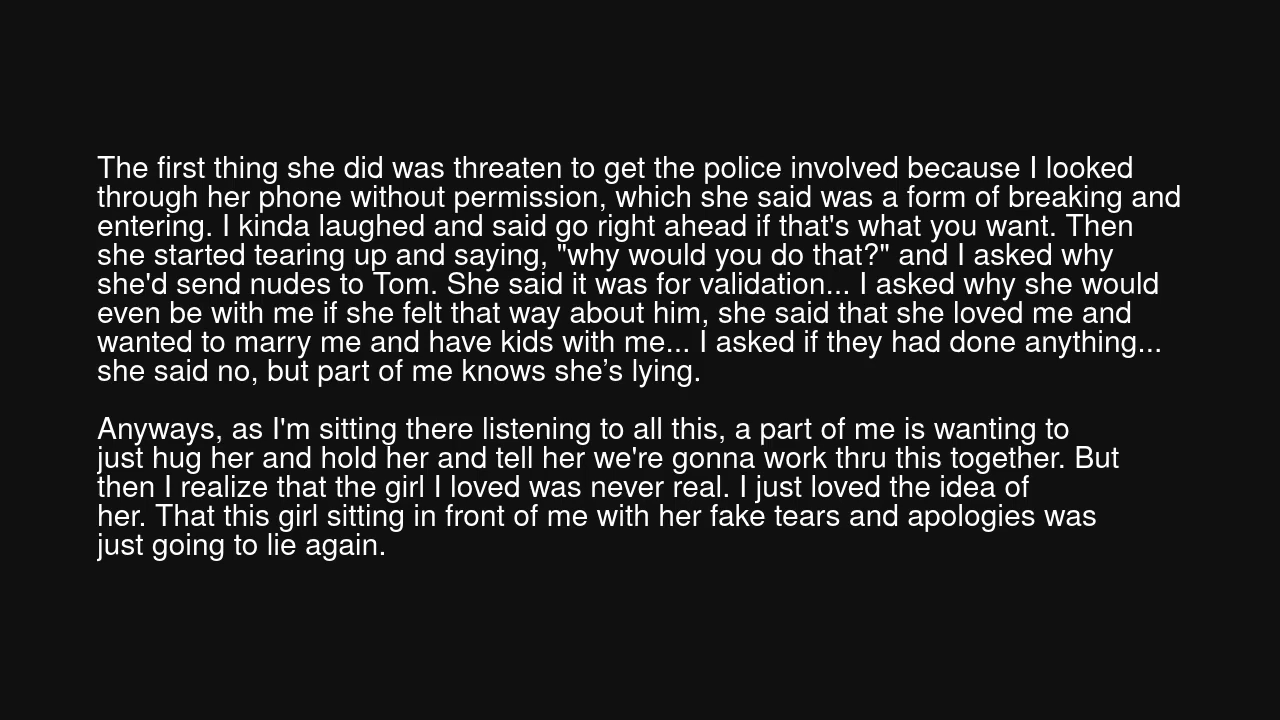 The first thing she did was threaten to get the police involved because I looked
through her phone without permission, which she said was a form of breaking and
entering. I kinda laughed and said go right ahead if that's what you want. Then
she started tearing up and saying, "why would you do that?" and I asked why
she'd send nudes to Tom. She said it was for validation... I asked why she would
even be with me if she felt that way about him, she said that she loved me and
wanted to marry me and have kids with me... I asked if they had done anything...
she said no, but part of me knows she’s lying.
Anyways, as I'm sitting there listening to all this, a part of me is wanting to
just hug her and hold her and tell her we're gonna work thru this together. But
then I realize that the girl I loved was never real. I just loved the idea of
her. That this girl sitting in front of me with her fake tears and apologies was
just going to lie again.